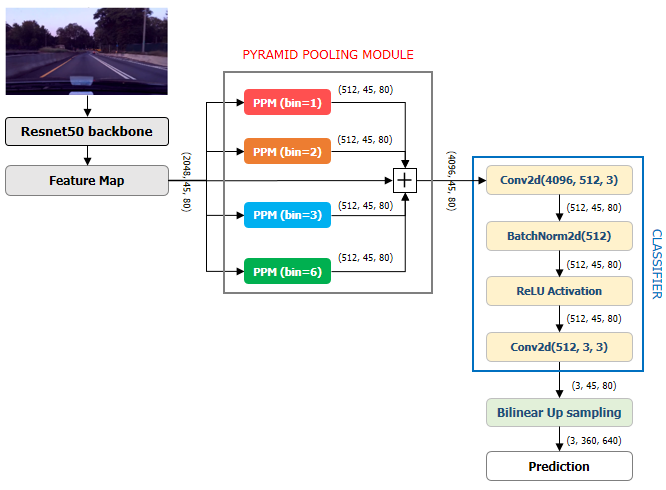 PYRAMID POOLING MODULE
Resnet50 backbone
Feature Map
(2048, 45, 80)
PPM (bin=1)
(512, 45, 80)
PPM (bin=2)
(512, 45, 80)
PPM (bin=3)
(512, 45, 80)
PPM (bin=6)
(512, 45, 80)
+
(4096, 45, 80)
Conv2d(4096, 512, 3)
(512, 45, 80)
BatchNorm2d(512)
(512, 45, 80)
ReLU Activation
(512, 45, 80)
Conv2d(512, 3, 3)
CLASSIFIER
(3, 45, 80)
Bilinear Up sampling
(3, 360, 640)
Prediction